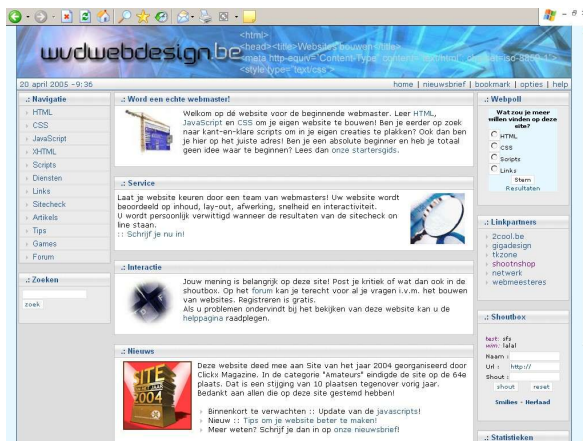 <html>
<head><title>Websites bouwen</title>
wvdwebdesign.be
<style type="text/css">
20 april 2005 -9:36
home | nieuwsbrief | bookmark | opties | help
.: Navigatie
HTML
CSS
JavaScript
XHTML
Scripts
Diensten
Links
Sitecheck
Artikels
Tips
Games
Forum
.: Zoeken
zoek
.: Word een echte webmaster!
Welkom op dé website voor de beginnende webmaster. Leer HTML,
JavaScript en CSS om je eigen website te bouwen! Ben je eerder op zoek
naar kant-en-klare scripts om in je eigen creaties te plakken? Ook dan ben
je hier op het juiste adres! Ben je een absolute beginner en heb je totaal
geen idee waar te beginnen? Lees dan onze startersgids.
.: Service
Laat je website keuren door een team van webmasters! Uw website wordt
beoordeeld op inhoud, lay-out, afwerking, snelheid en interactiviteit.
U wordt persoonlijk verwittigd wanneer de resultaten van de sitecheck on
line staan.
:: Schrijf je nu in!
.: Interactie
Jouw mening is belangrijk op deze site! Post je kritiek of wat dan ook in de
shoutbox. Op het forum kan je terecht voor al je vragen i.v.m. het bouwen
van websites. Registreren is gratis.
Als u problemen ondervindt bij het bekijken van deze website kan u de
helppagina raadplegen.
.: Nieuws
SITE
VAN HET JAAR
2004
Deze website deed mee aan Site van het jaar 2004 georganiseerd door
Clickx Magazine. In de categorie "Amateurs" eindigde de site op de 64e
plaats. Dat is een stijging van 10 plaatsen tegenover vorig jaar.
Bedankt aan allen die op deze site gestemd hebben!
Binnenkort te verwachten :: Update van de javascripts!
Nieuw :: Tips om je website beter te maken!
Meer weten? Schrijf je dan in op onze nieuwsbrief!
.: Webpoll
Wat zou je meer
willen vinden op deze
site?
HTML
CSS
Scripts
Links
Stem
Resultaten
.: Linkpartners
2cool.be
gigadesign
tkzone
shootnshop
netwerk
webmeesteres
.: Shoutbox
test: sfs
wim: lalal
Naam :
Url : http://
Shout :
shout reset
Smilies - Herlaad
.: Statistieken